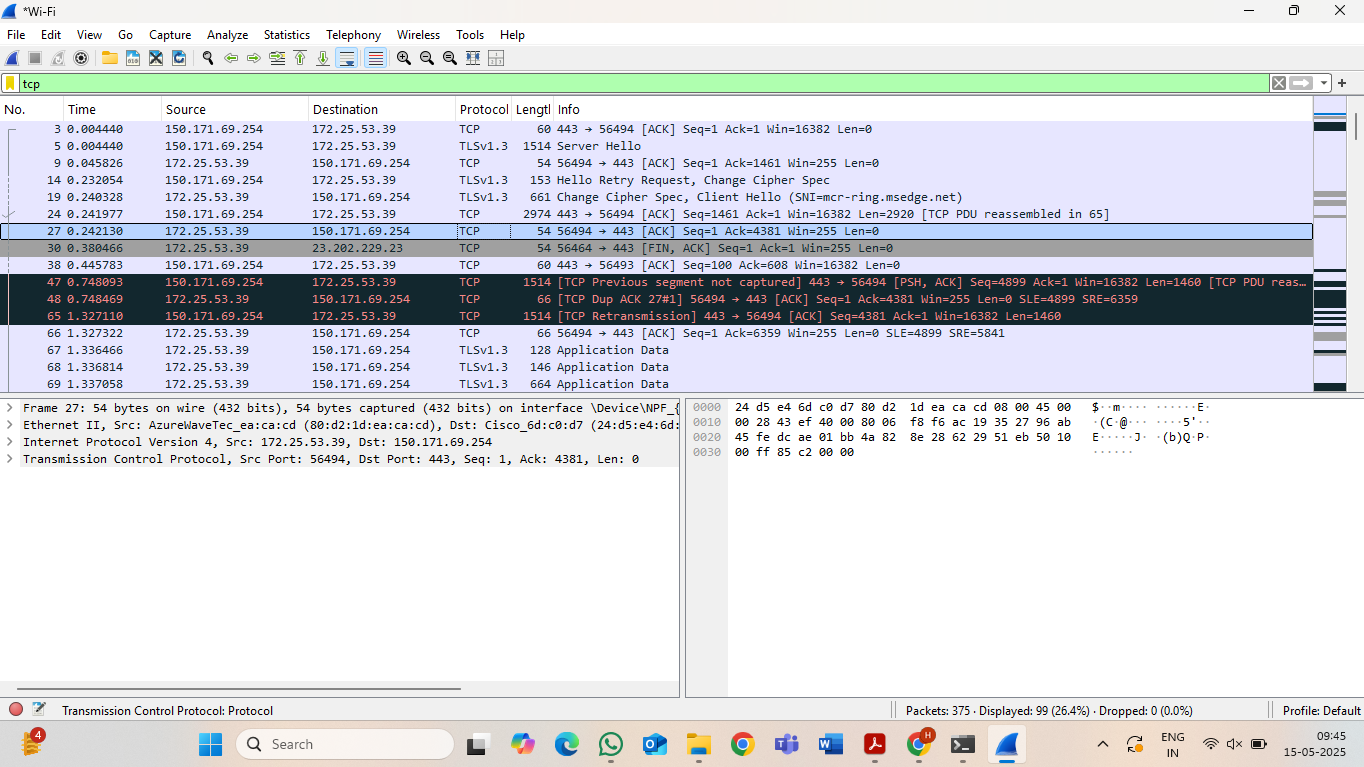 *Wi-Fi
File Edit View Go Capture Analyze Statistics Telephony Wireless Tools Help
tcp
No. Time Source Destination Protocol Lengtl Info
3 0.004440 150.171.69.254 172.25.53.39 TCP 60 443 → 56494 [ACK] Seq=1 Ack=1 Win=16382 Len=0
5 0.004440 150.171.69.254 172.25.53.39 TLSv1.3 1514 Server Hello
9 0.045826 172.25.53.39 150.171.69.254 TCP 54 56494 → 443 [ACK] Seq=1 Ack=1461 Win=255 Len=0
14 0.232054 150.171.69.254 172.25.53.39 TLSv1.3 153 Hello Retry Request, Change Cipher Spec
19 0.240328 172.25.53.39 150.171.69.254 TLSv1.3 661 Change Cipher Spec, Client Hello (SNI=mcr-ring.msedge.net)
24 0.241977 150.171.69.254 172.25.53.39 TCP 2974 443 → 56494 [ACK] Seq=1461 Ack=1 Win=16382 Len=2920 [TCP PDU reassembled in 65]
27 0.242130 172.25.53.39 150.171.69.254 TCP 54 56494 → 443 [ACK] Seq=1 Ack=4381 Win=255 Len=0
30 0.380466 172.25.53.39 23.202.229.23 TCP 54 56464 → 443 [FIN, ACK] Seq=1 Ack=1 Win=255 Len=0
38 0.445783 150.171.69.254 172.25.53.39 TCP 60 443 → 56493 [ACK] Seq=100 Ack=608 Win=16382 Len=0
47 0.748093 150.171.69.254 172.25.53.39 TCP 1514 [TCP Previous segment not captured] 443 → 56494 [PSH, ACK] Seq=4899 Ack=1 Win=16382 Len=1460 [TCP PDU reas…
48 0.748469 172.25.53.39 150.171.69.254 TCP 66 [TCP Dup ACK 27#1] 56494 → 443 [ACK] Seq=1 Ack=4381 Win=255 Len=0 SLE=4899 SRE=6359
65 1.327110 150.171.69.254 172.25.53.39 TCP 1514 [TCP Retransmission] 443 → 56494 [ACK] Seq=4381 Ack=1 Win=16382 Len=1460
66 1.327322 172.25.53.39 150.171.69.254 TCP 66 56494 → 443 [ACK] Seq=1 Ack=6359 Win=255 Len=0 SLE=4899 SRE=5841
67 1.336466 172.25.53.39 150.171.69.254 TLSv1.3 128 Application Data
68 1.336814 172.25.53.39 150.171.69.254 TLSv1.3 146 Application Data
69 1.337058 172.25.53.39 150.171.69.254 TLSv1.3 664 Application Data
Frame 27: 54 bytes on wire (432 bits), 54 bytes captured (432 bits) on interface \Device\NPF_{
Ethernet II, Src: AzureWaveTec_ea:ca:cd (80:d2:1d:ea:ca:cd), Dst: Cisco_6d:c0:d7 (24:d5:e4:6d:
Internet Protocol Version 4, Src: 172.25.53.39, Dst: 150.171.69.254
Transmission Control Protocol, Src Port: 56494, Dst Port: 443, Seq: 1, Ack: 4381, Len: 0
0000 24 d5 e4 6d c0 d7 80 d2 1d ea ca cd 08 00 45 00 $··m···· ······E·
0010 00 28 43 ef 40 00 80 06 f8 f6 ac 19 35 27 96 ab ·(C·@··· ····5'··
0020 45 fe dc ae 01 bb 4a 82 8e 28 62 29 51 eb 50 10 E·····J· ·(b)Q·P·
0030 00 ff 85 c2 00 00 ······
Transmission Control Protocol: Protocol
Packets: 375 · Displayed: 99 (26.4%) · Dropped: 0 (0.0%)
Profile: Default
4
Search
H
ENG
IN
09:45
15-05-2025